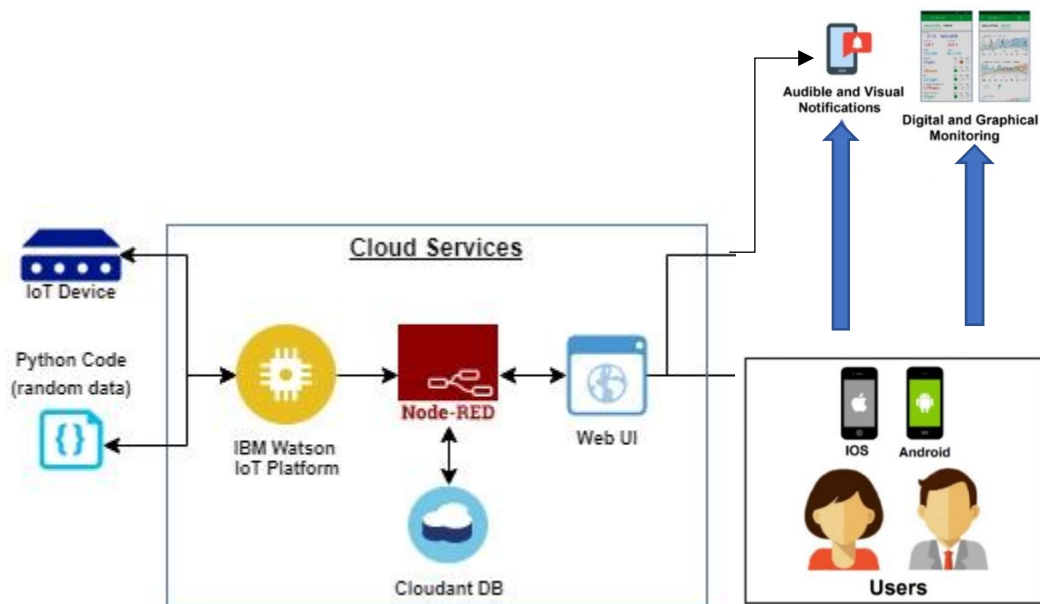 Audible and Visual
Notifications
Digital and Graphical
Monitoring
Cloud Services
IoT Device
Python Code
(random data)
{}
IBM Watson
IoT Platform
Node-RED
Web UI
Cloudant DB
IOS
Android
Users